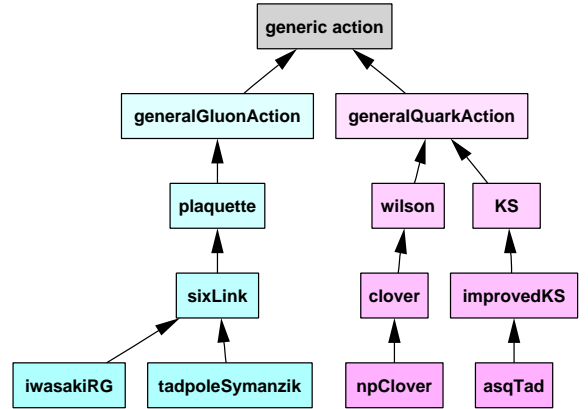 generic action
generalGluonAction
generalQuarkAction
plaquette
wilson
KS
sixLink
clover
improvedKS
iwasakiRG
tadpoleSymanzik
npClover
asqTad